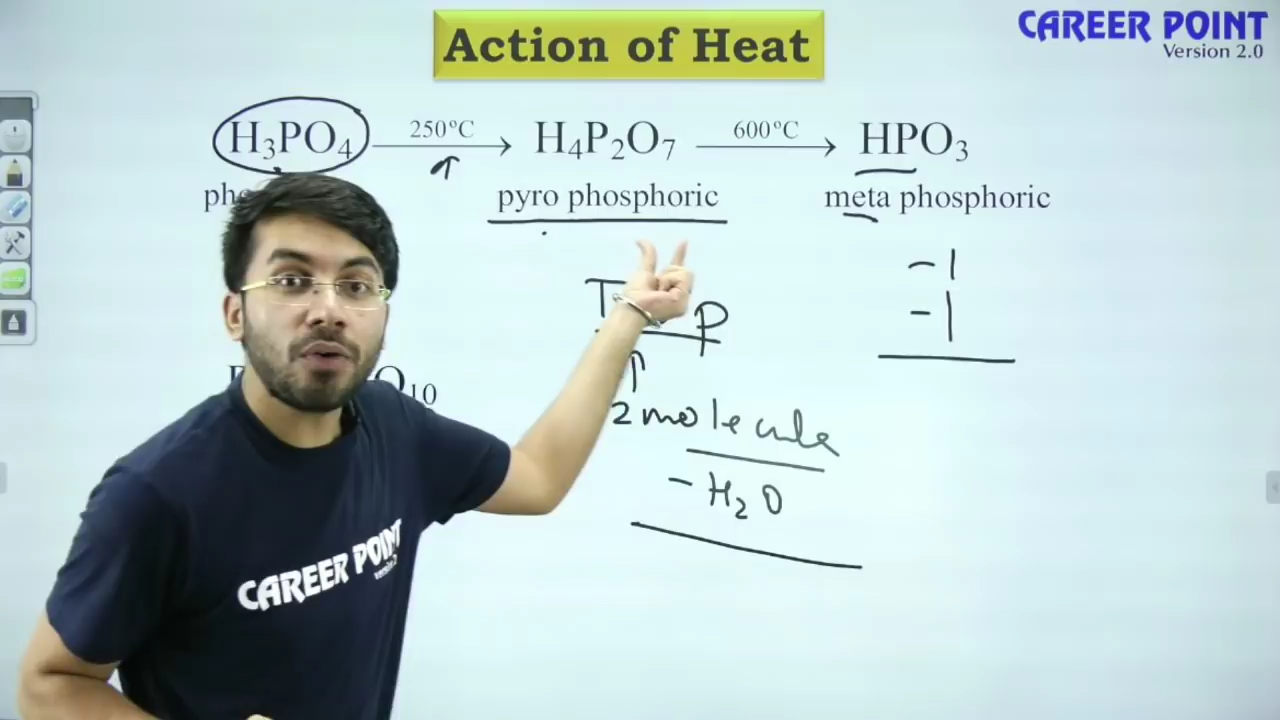 Action of Heat
CAREER POINT
Version 2.0
H₃PO₄ 250°C → H₄P₂O₇ 600°C → HPO₃
pyro phosphoric
meta phosphoric
-1
-1
P
O₁₀
2 molecule
- H₂O
CAREER POINT